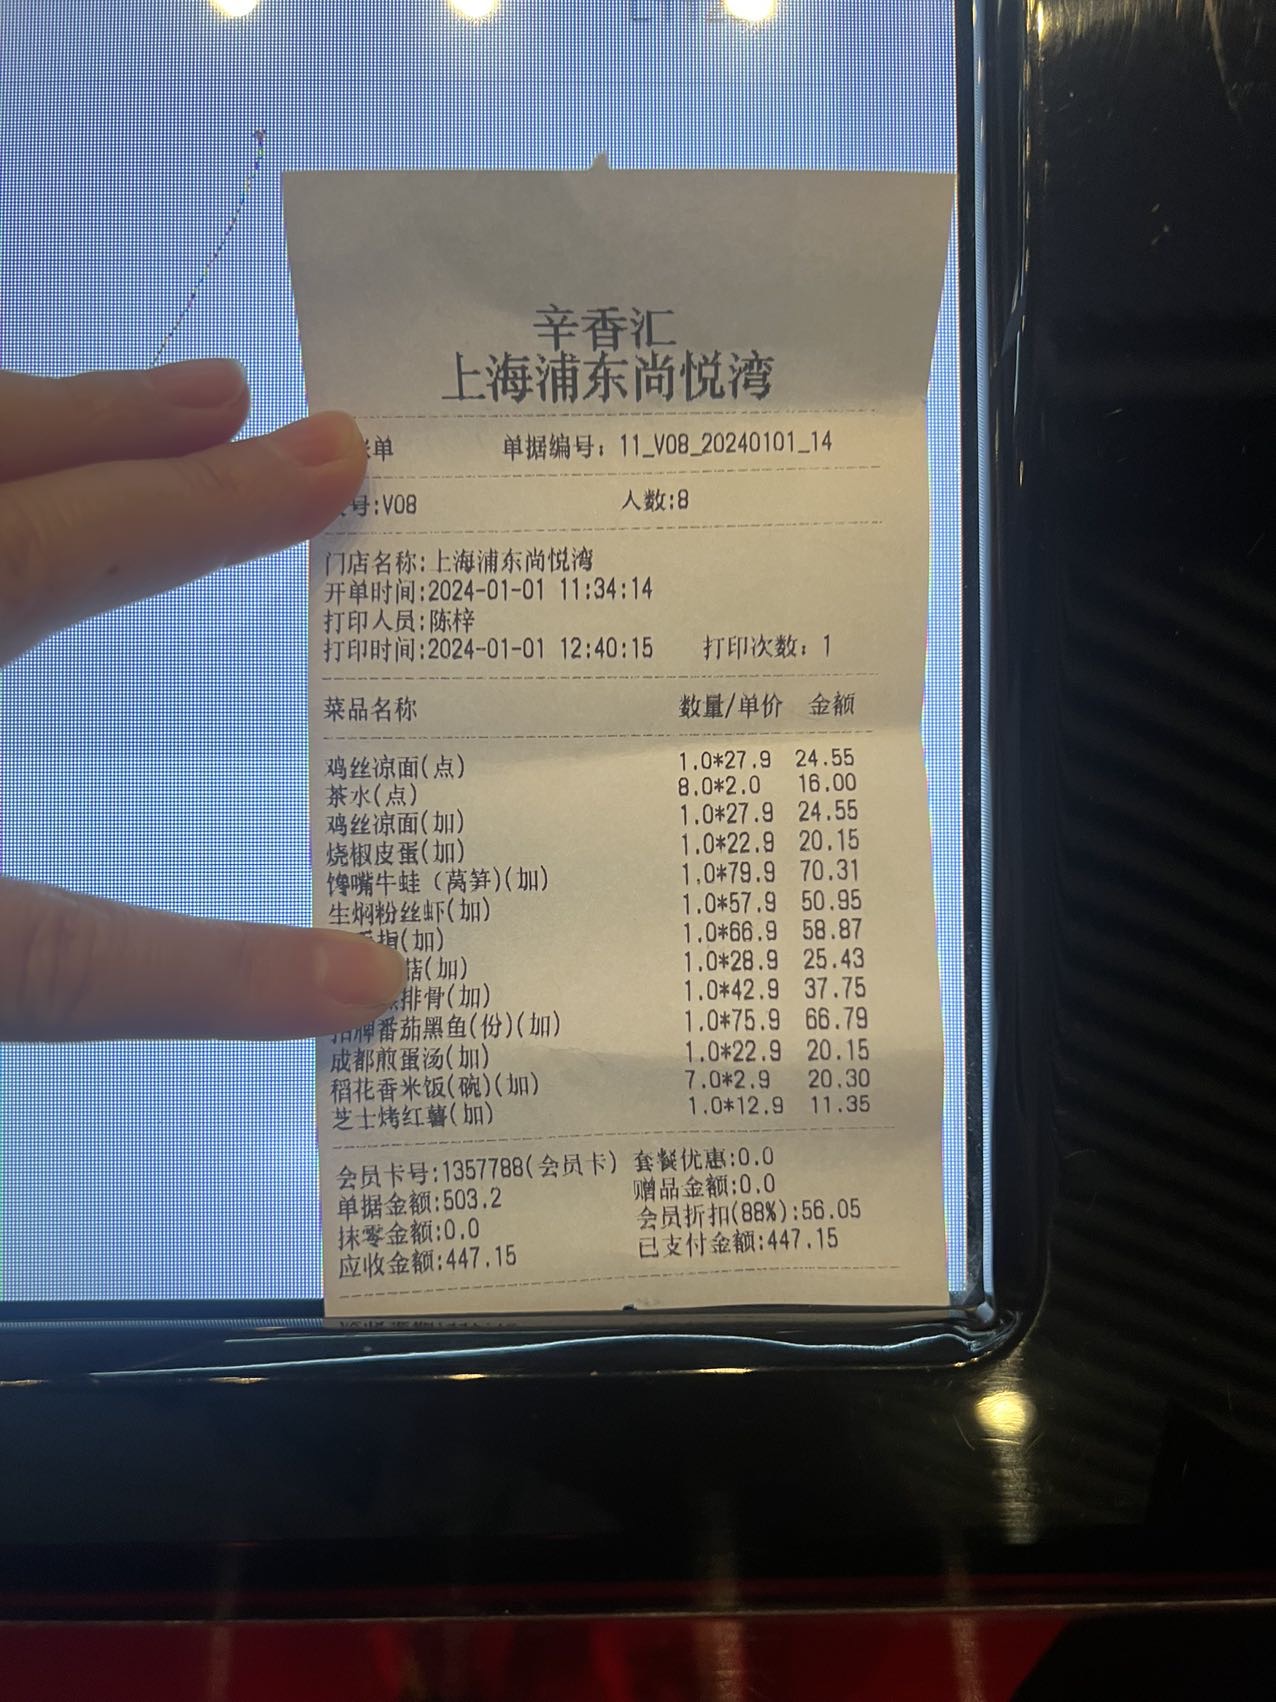 辛香汇
上海浦东尚悦湾
单 单据编号：11_V08_20240101_14
号:V08 人数:8
门店名称:上海浦东尚悦湾
开单时间:2024-01-01 11:34:14
打印人员:陈梓
打印时间:2024-01-01 12:40:15 打印次数：1
菜品名称 数量/单价 金额
鸡丝凉面(点) 1.0*27.9 24.55
茶水(点) 8.0*2.0 16.00
鸡丝凉面(加) 1.0*27.9 24.55
烧椒皮蛋(加) 1.0*22.9 20.15
馋嘴牛蛙（莴笋)(加) 1.0*79.9 70.31
生焖粉丝虾(加) 1.0*57.9 50.95
指(加) 1.0*66.9 58.87
菇(加) 1.0*28.9 25.43
排骨(加) 1.0*42.9 37.75
招牌番茄黑鱼(份)(加) 1.0*75.9 66.79
成都煎蛋汤(加) 1.0*22.9 20.15
稻花香米饭(碗)(加) 7.0*2.9 20.30
芝士烤红薯(加) 1.0*12.9 11.35
会员卡号:1357788(会员卡) 套餐优惠:0.0
单据金额:503.2 赠品金额:0.0
抹零金额:0.0 会员折扣(88%):56.05
应收金额:447.15 已支付金额:447.15